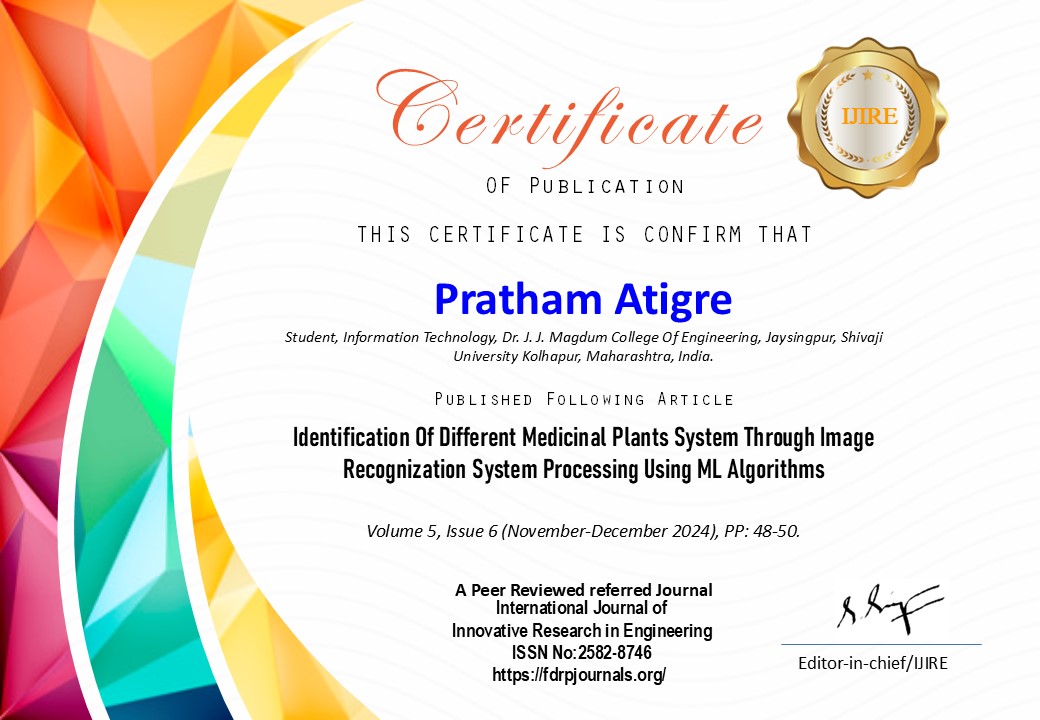 Certificate
IJIRE
OF PUBLICATION
THIS CERTIFICATE IS CONFIRM THAT
Pratham Atigre
Student, Information Technology, Dr. J. J. Magdum College Of Engineering, Jaysingpur, Shivaji
University Kolhapur, Maharashtra, India.
PUBLISHED FOLLOWING ARTICLE
Identification Of Different Medicinal Plants System Through Image
Recognization System Processing Using ML Algorithms
Volume 5, Issue 6 (November-December 2024), PP: 48-50.
A Peer Reviewed referred Journal
International Journal of
Innovative Research in Engineering
ISSN No:2582-8746
https://fdrpjournals.org/
Editor-in-chief/IJIRE